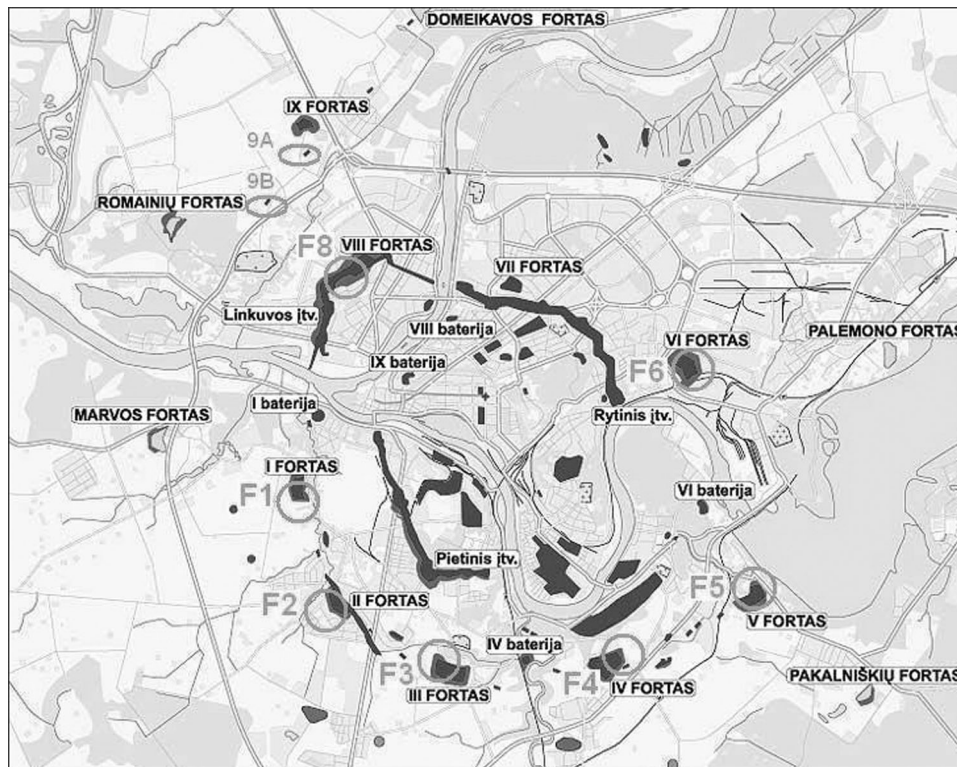 DOMEIKAVOS FORTAS
IX FORTAS
9A
9B
ROMAINIŲ FORTAS
F8
VIII FORTAS
VII FORTAS
Linkuvos įtv.
VIII baterija
PALEMONO FORTAS
VI FORTAS
IX baterija
F6
I baterija
MARVOS FORTAS
Rytinis įtv.
I FORTAS
F1
VI baterija
Pietinis įtv.
F5
F2
II FORTAS
V FORTAS
IV baterija
F3
F4
III FORTAS
IV FORTAS
PAKALNIŠKIŲ FORTAS